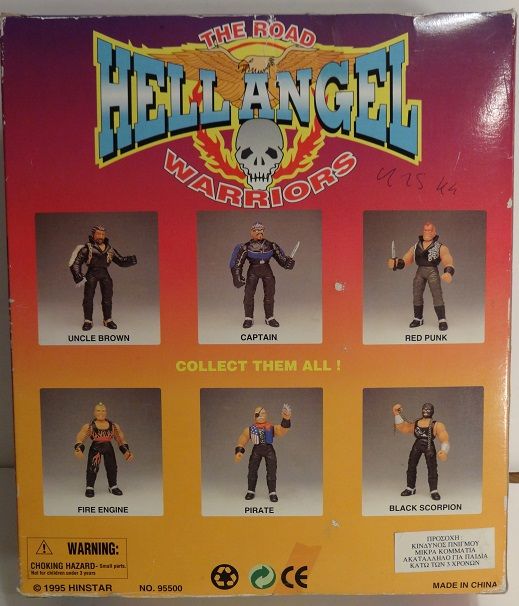 THE ROAD
HELL ANGEL
WARRIORS
UNCLE BROWN
CAPTAIN
RED PUNK
COLLECT THEM ALL !
FIRE ENGINE
PIRATE
BLACK SCORPION
WARNING:
CHOKING HAZARD- Small parts.
Not for children under 3 years
ΠΡΟΣΟΧΗ
ΚΙΝΔΥΝΟΣ ΠΝΙΓΜΟΥ
ΜΙΚΡΑ ΚΟΜΜΑΤΙΑ
ΑΚΑΤΑΛΛΗΛΟ ΓΙΑ ΠΑΙΔΙΑ
ΚΑΤΩ ΤΩΝ 3 ΧΡΟΝΩΝ
© 1995 HINSTAR
NO. 95500
CE
MADE IN CHINA